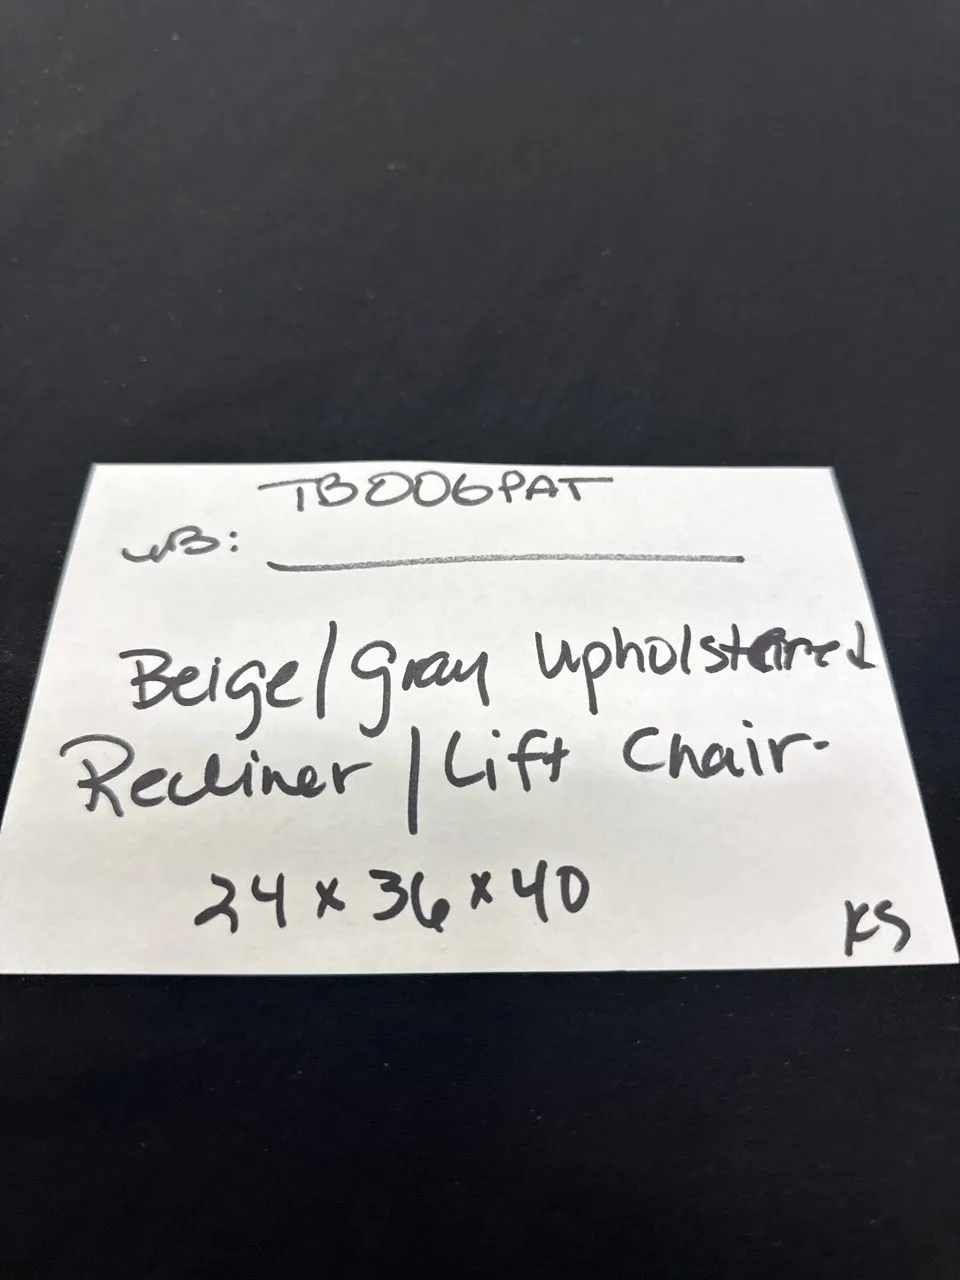 TB006PAT
WB:
Beige/Gray Upholstered
Recliner/Lift Chair
24 x 36 x 40
KS